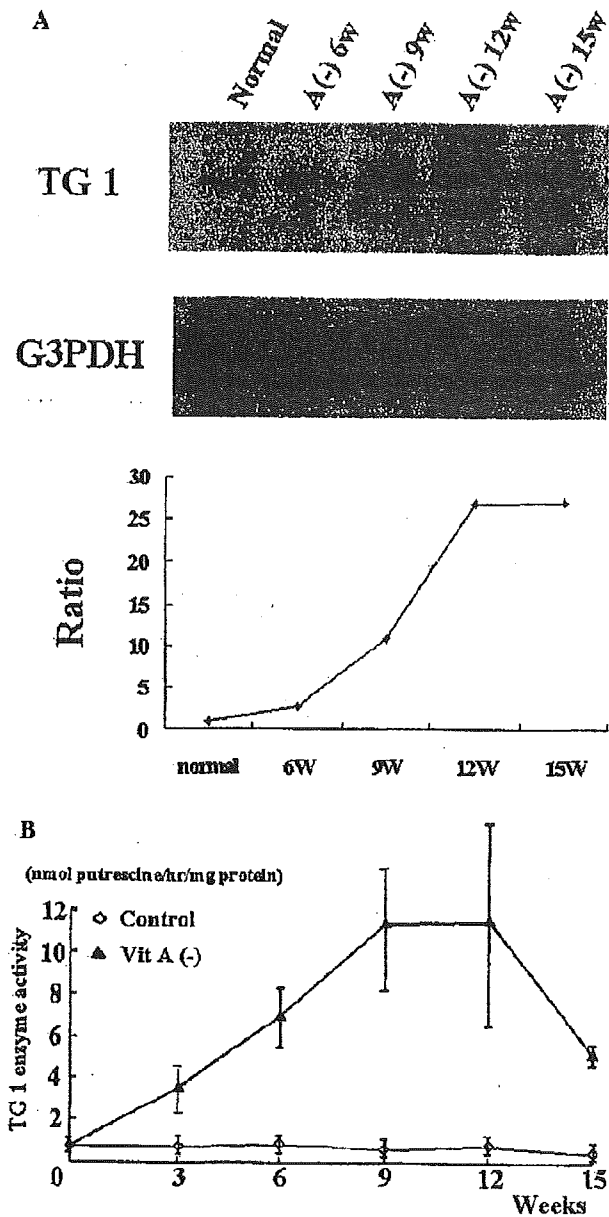 A
Normal A(-) 6w A(-) 9w A(-) 12w A(-) 15w
TG 1
G3PDH
Ratio
30
25
20
15
10
5
0
normal 6W 9W 12W 15W
B
(nmol putrescine/hr/mg protein)
TG 1 enzyme activity
12
10
8
6
4
2
0 3 6 9 12 15
Control
Vit A (-)
Weeks